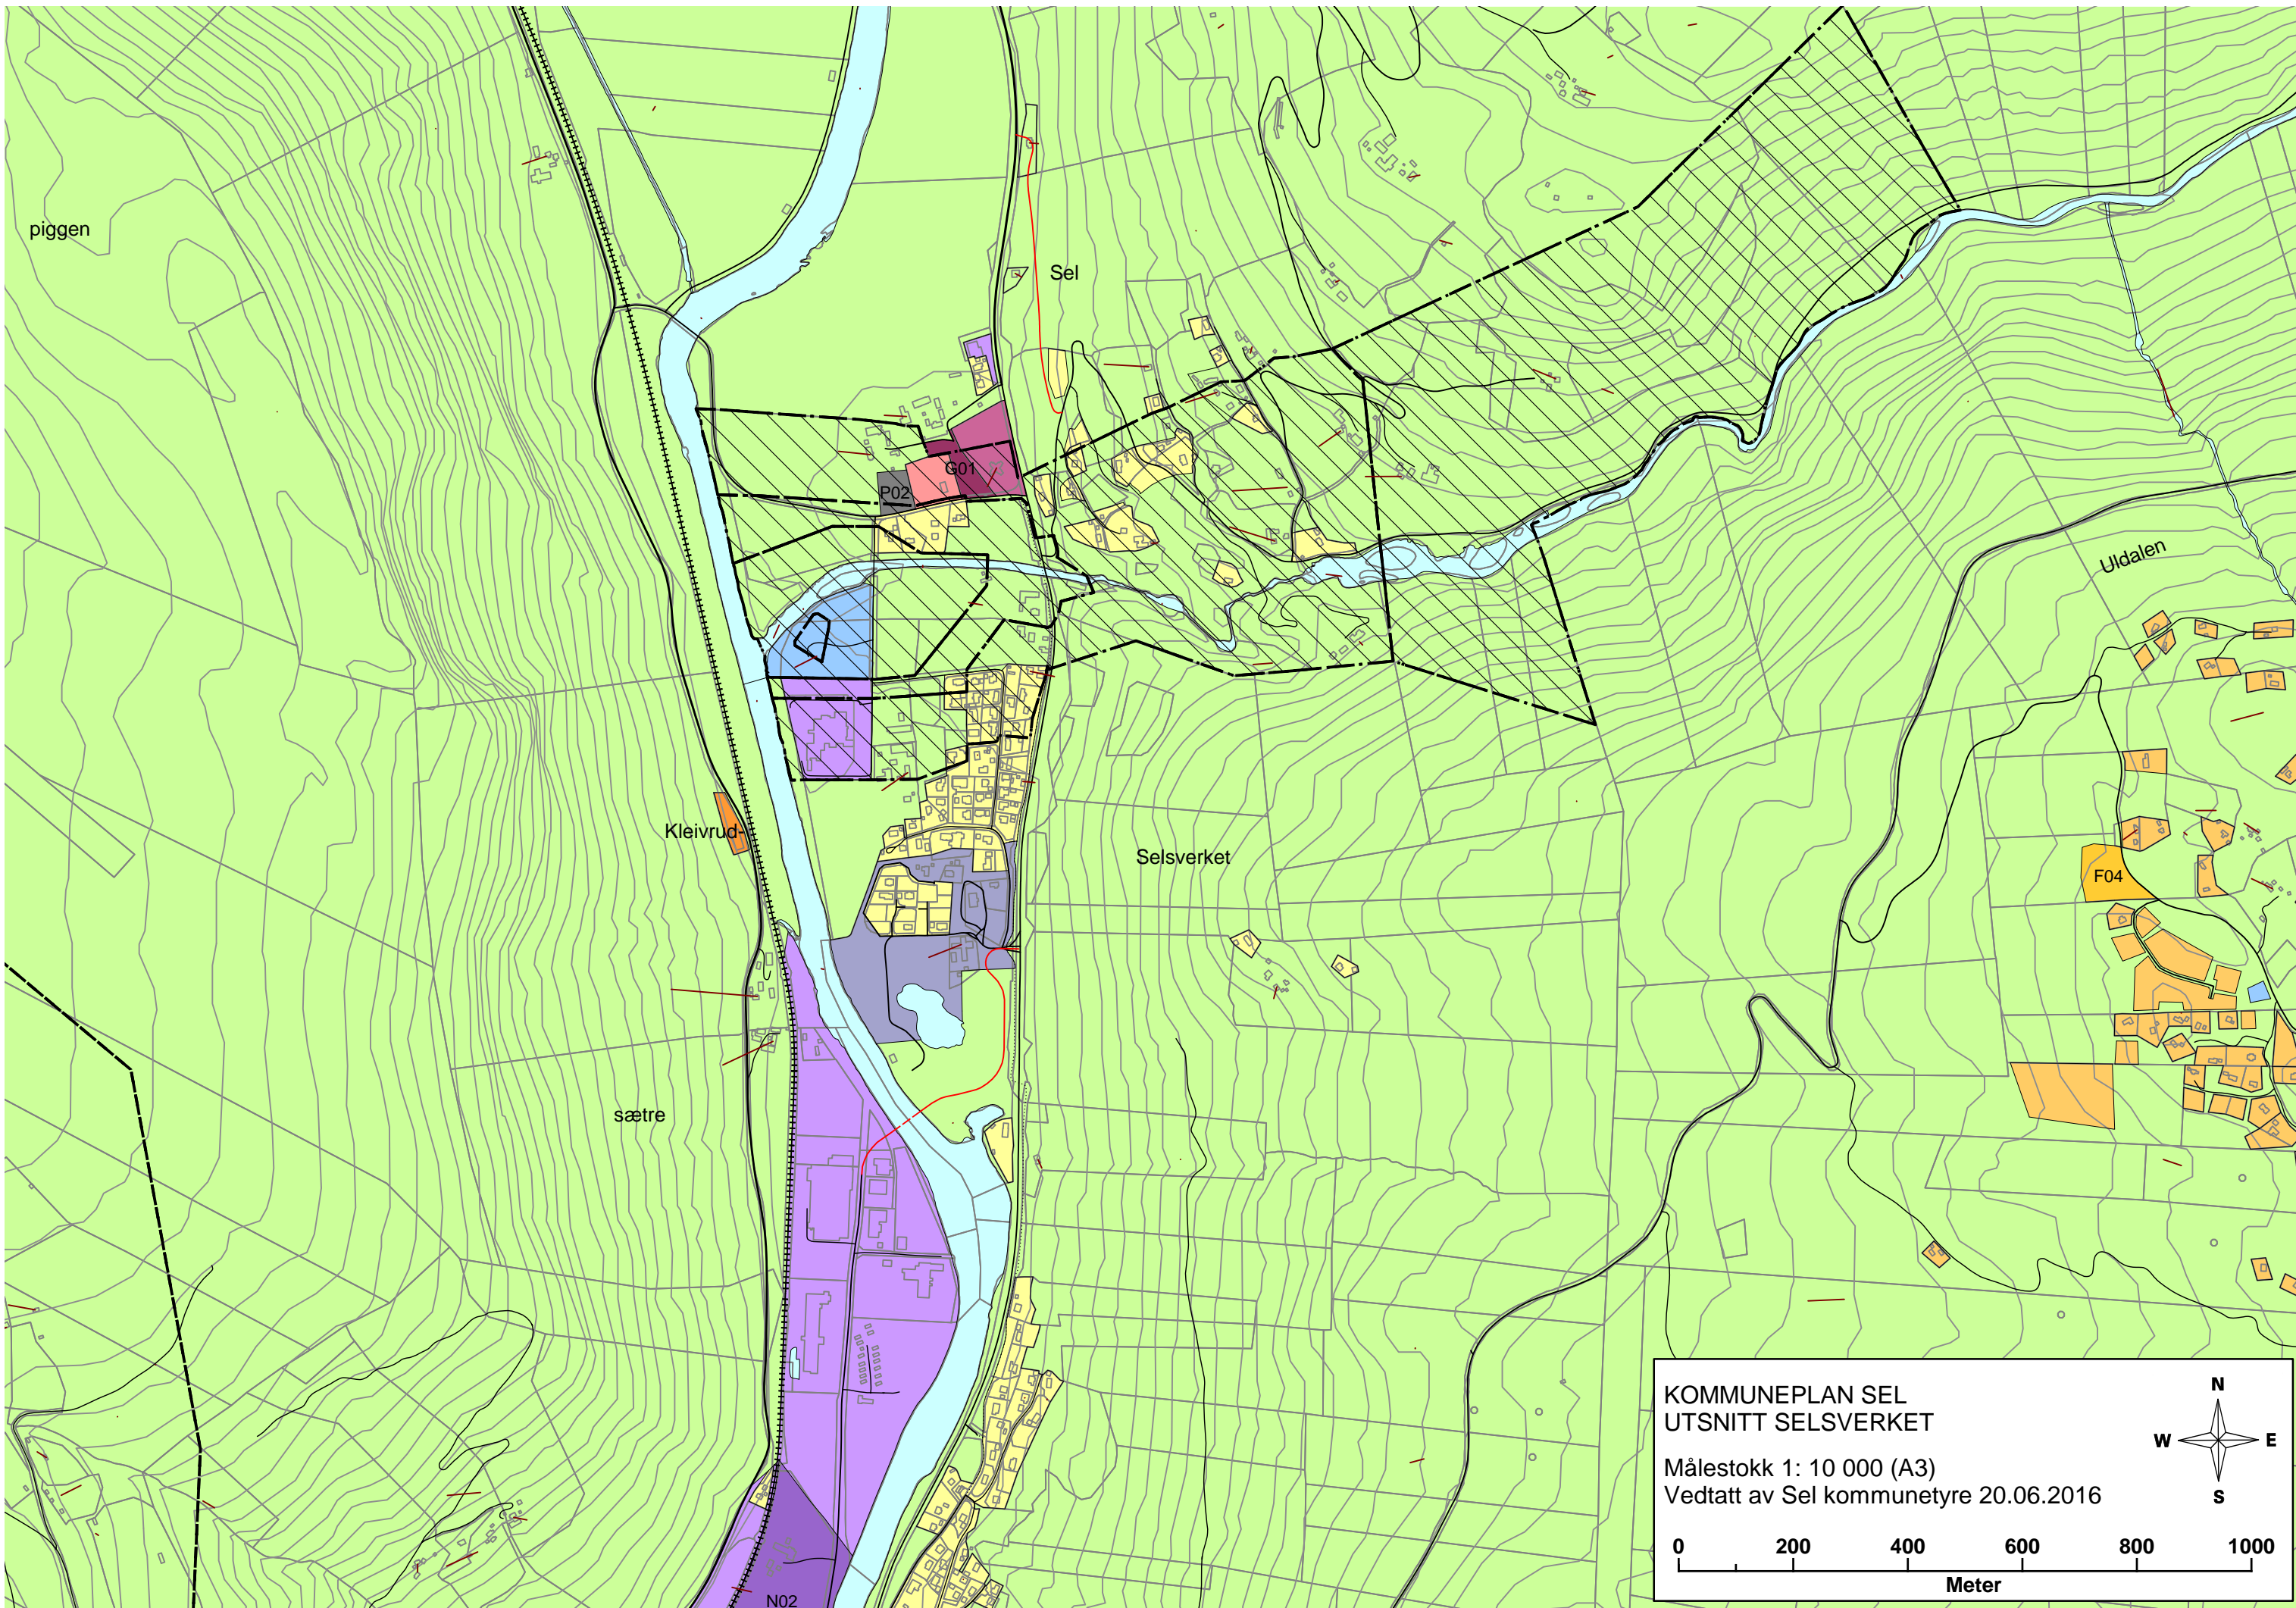 piggen
Sel
G01
P02
Uldalen
Kleivrud-
Selsverket
F04
sætre
N02
KOMMUNEPLAN SEL
UTSNITT SELSVERKET
Målestokk 1: 10 000 (A3)
Vedtatt av Sel kommunetyre 20.06.2016
N
W E
S
0 200 400 600 800 1000
Meter